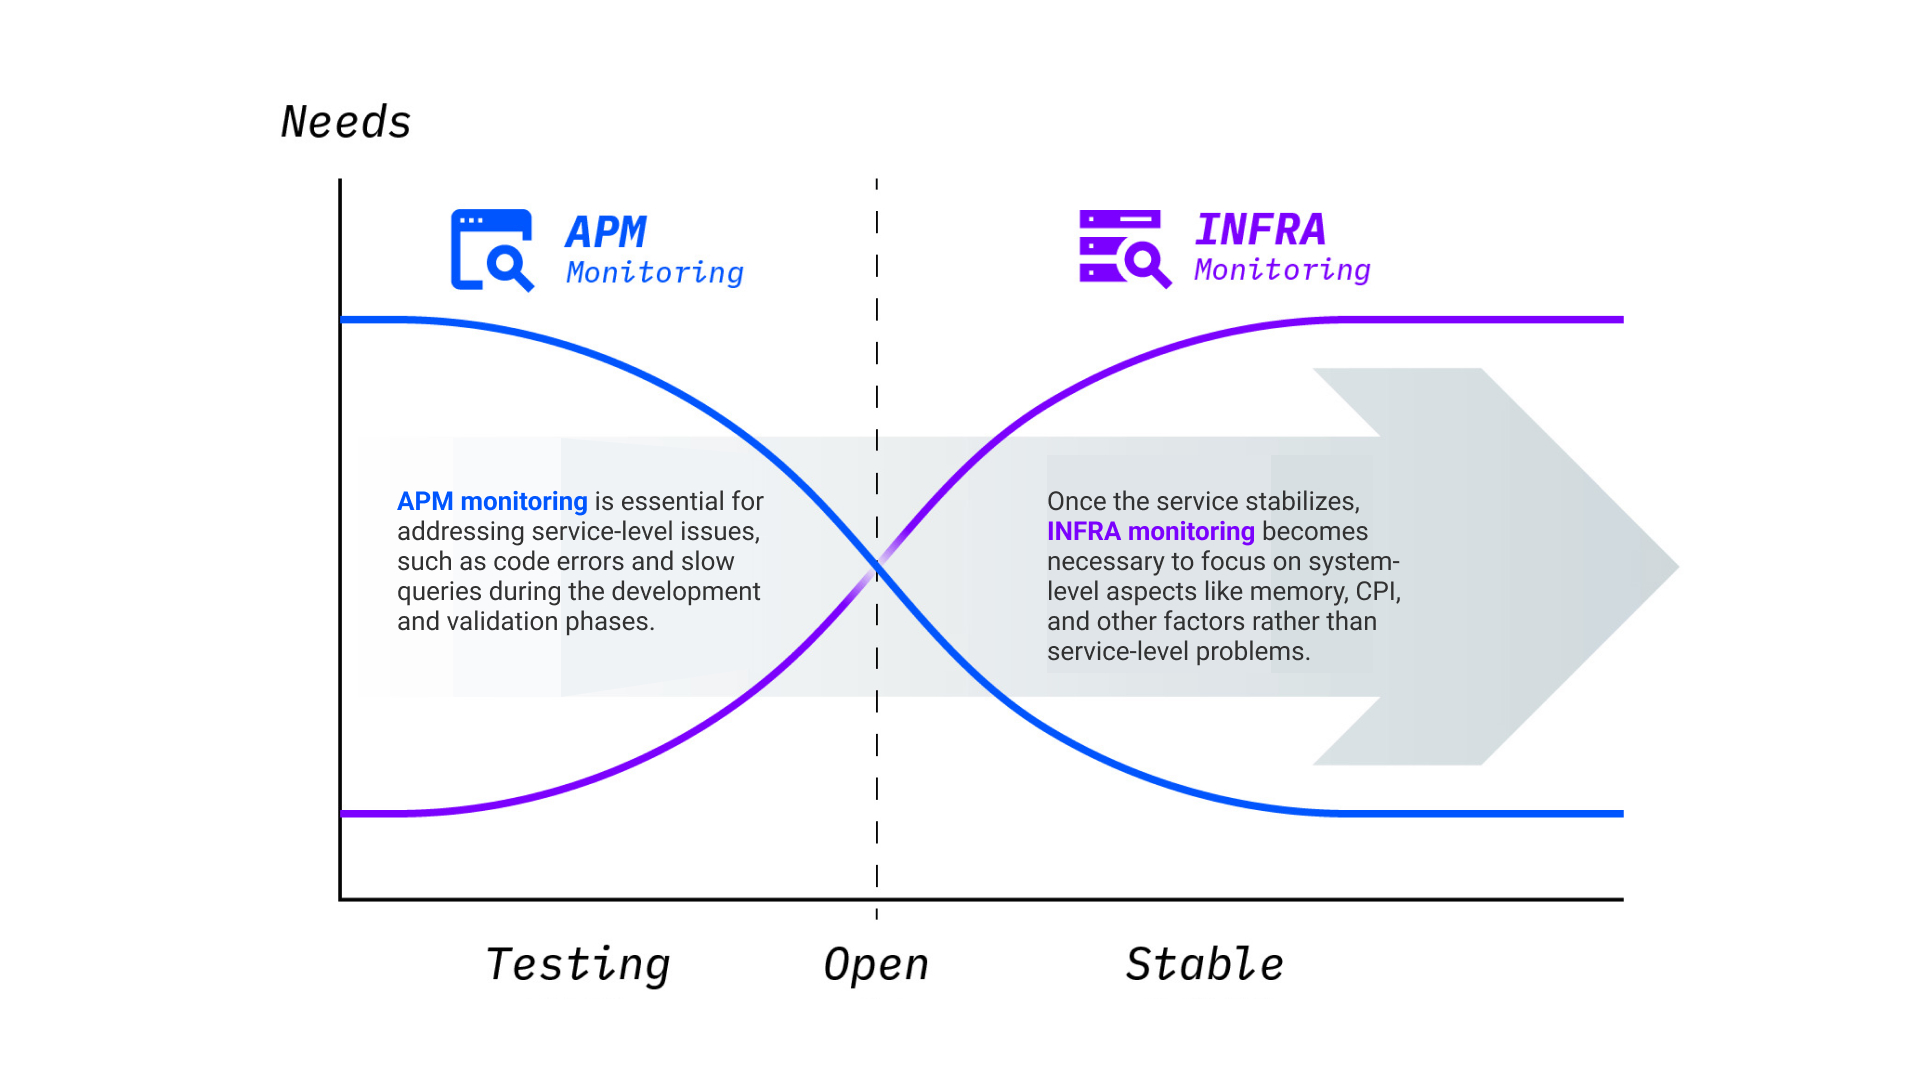 Needs
APM
Monitoring
INFRA
Monitoring
APM monitoring is essential for
addressing service-level issues,
such as code errors and slow
queries during the development
and validation phases.
Once the service stabilizes,
INFRA monitoring becomes
necessary to focus on system-
level aspects like memory, CPI,
and other factors rather than
service-level problems.
Testing
Open
Stable